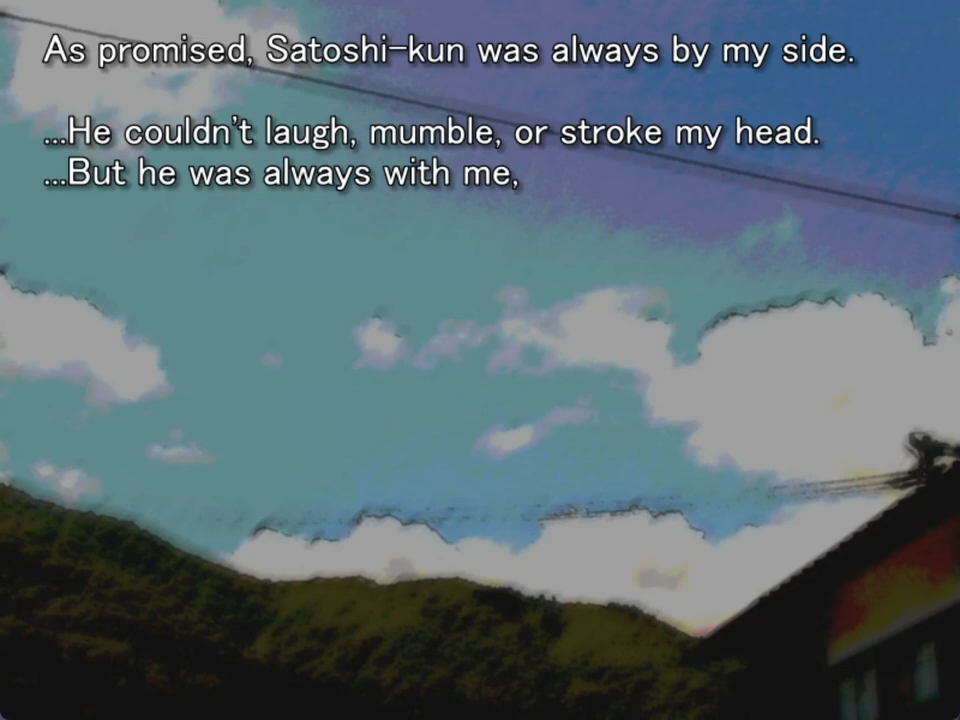 As promised, Satoshi-kun was always by my side.
...He couldn't laugh, mumble, or stroke my head.
...But he was always with me,